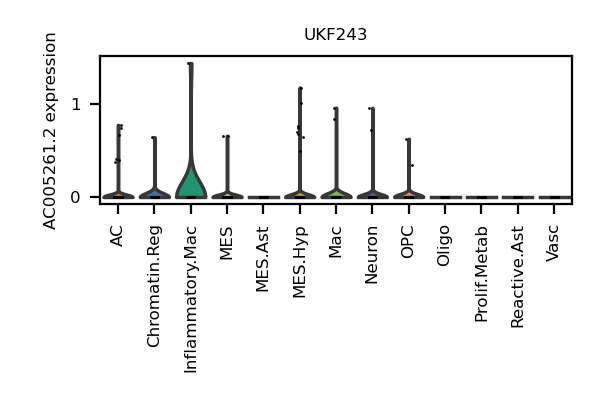 UKF243
AC005261.2 expression
1
0
AC
Chromatin.Reg
Inflammatory.Mac
MES
MES.Ast
MES.Hyp
Mac
Neuron
OPC
Oligo
Prolif.Metab
Reactive.Ast
Vasc